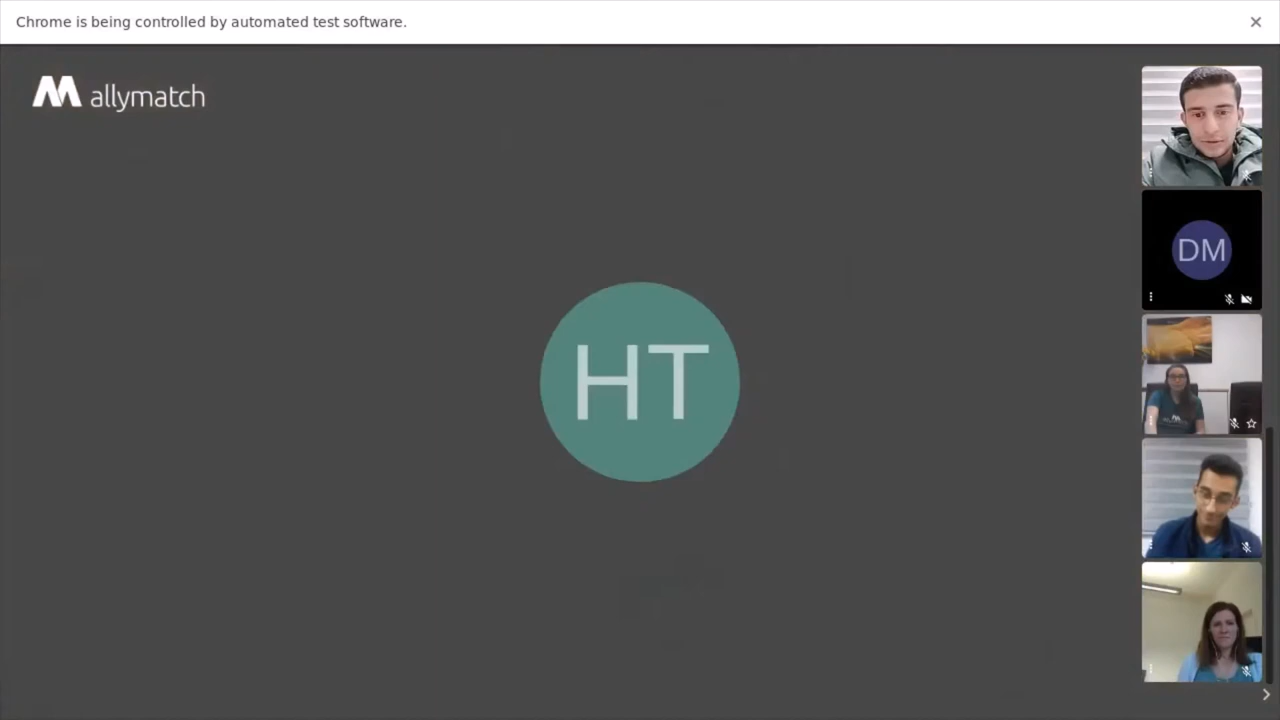 Chrome is being controlled by automated test software.
allymatch
HT
DM